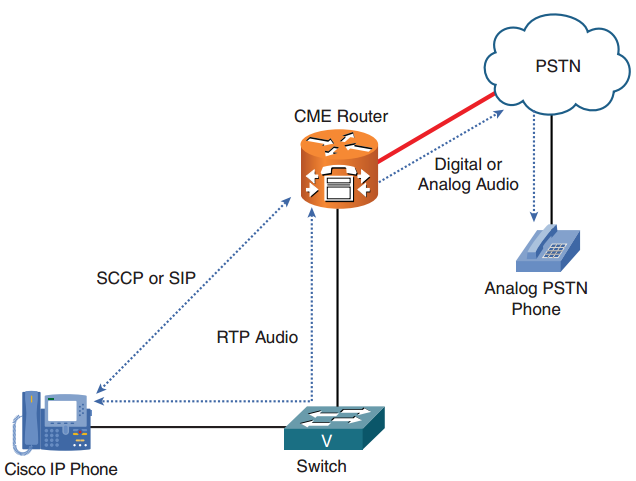 PSTN
CME Router
Digital or
Analog Audio
SCCP or SIP
Analog PSTN
Phone
RTP Audio
V
Cisco IP Phone
Switch